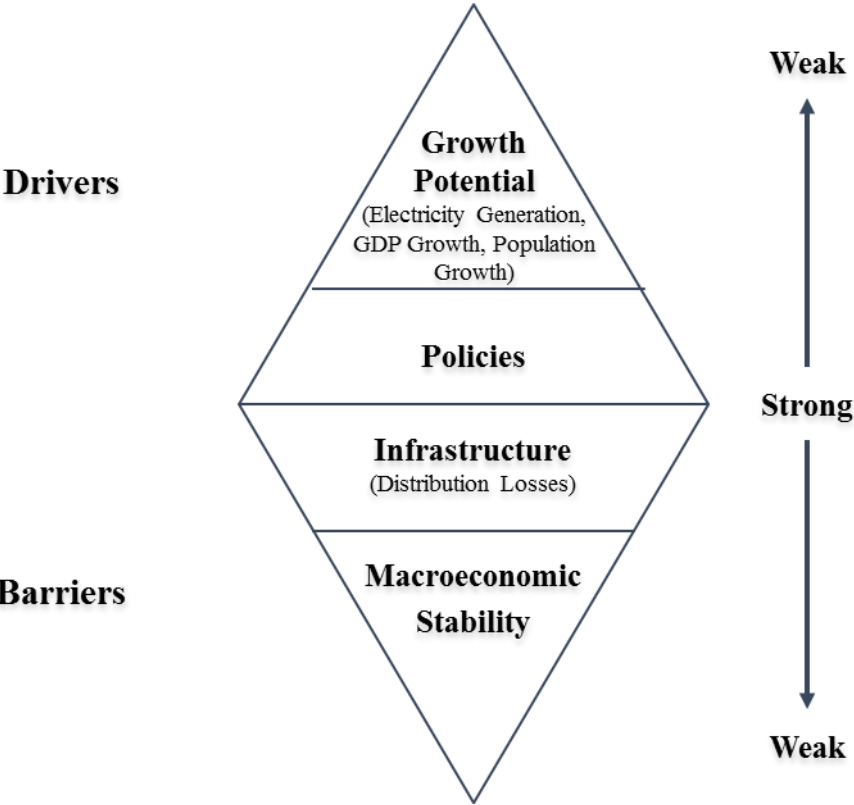 Weak
Drivers
Growth
Potential
(Electricity Generation,
GDP Growth, Population
Growth)
Policies
Strong
Infrastructure
(Distribution Losses)
Barriers
Macroeconomic
Stability
Weak